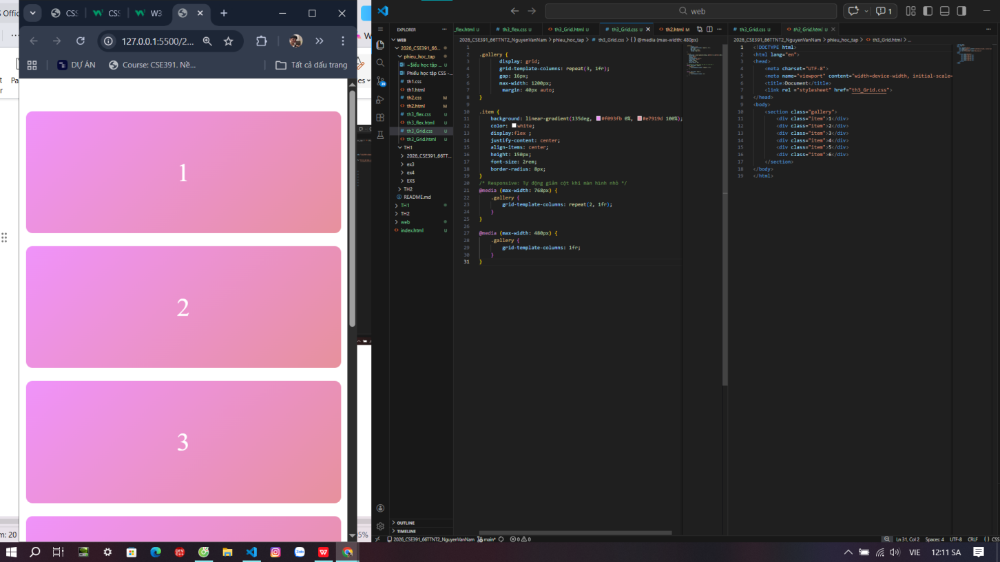 CSS
CSS
W3
127.0.0.1:5500/2...
DỰ ÁN
Course: CSE391. Nề...
Tất cả dấu trang
1
2
3
web
1
EXPLORER
WEB
2026_CSE391_66...
phieu_hoc_tap
~$iếu học tập ... U
Phiếu học tập CSS -...
th1.css
th1.html
th2.css M
th2.html M
th3_flex.css U
th3_flex.html U
th3_Grid.css U
th3_Grid.html U
TH1
2026_CSE391_66TT...
ex3
ex4
EX5
TH2
README.md
TH1
TH2
web
index.html U
OUTLINE
TIMELINE
_flex.html U
th3_flex.css U
th3_Grid.html U
th3_Grid.css U
th2.html M
2026_CSE391_66TTNT2_NguyenVanNam > phieu_hoc_tap > th3_Grid.css > {} @media (max-width: 480px)
1
2 .gallery {
3 display: grid;
4 grid-template-columns: repeat(3, 1fr);
5 gap: 16px;
6 max-width: 1200px;
7 margin: 40px auto;
8 }
9
10 .item {
11 background: linear-gradient(135deg, #f093fb 0%, #e7919d 100%);
12 color: white;
13 display:flex ;
14 justify-content: center;
15 align-items: center;
16 height: 150px;
17 font-size: 2rem;
18 border-radius: 8px;
19 }
20 /* Responsive: Tự động giảm cột khi màn hình nhỏ */
21 @media (max-width: 768px) {
22 .gallery {
23 grid-template-columns: repeat(2, 1fr);
24 }
25 }
26
27 @media (max-width: 480px) {
28 .gallery {
29 grid-template-columns: 1fr;
30 }
31 }
th3_Grid.css U
th3_Grid.html U
2026_CSE391_66TTNT2_NguyenVanNam > phieu_hoc_tap > th3_Grid.html > ...
1 <!DOCTYPE html>
2 <html lang="en">
3 <head>
4 <meta charset="UTF-8">
5 <meta name="viewport" content="width=device-width, initial-scale=
6 <title>Document</title>
7 <link rel ="stylesheet" href="th3_Grid.css">
8 </head>
9 <body>
10 <section class="gallery">
11 <div class="item">1</div>
12 <div class="item">2</div>
13 <div class="item">3</div>
14 <div class="item">4</div>
15 <div class="item">5</div>
16 <div class="item">6</div>
17 </section>
18 </body>
19 </html>
2026_CSE391_66TTNT2_NguyenVanNam
main*
0 0
Ln 31, Col 2
Spaces: 4
UTF-8
CRLF
{} CSS
VIE
12:11 SA